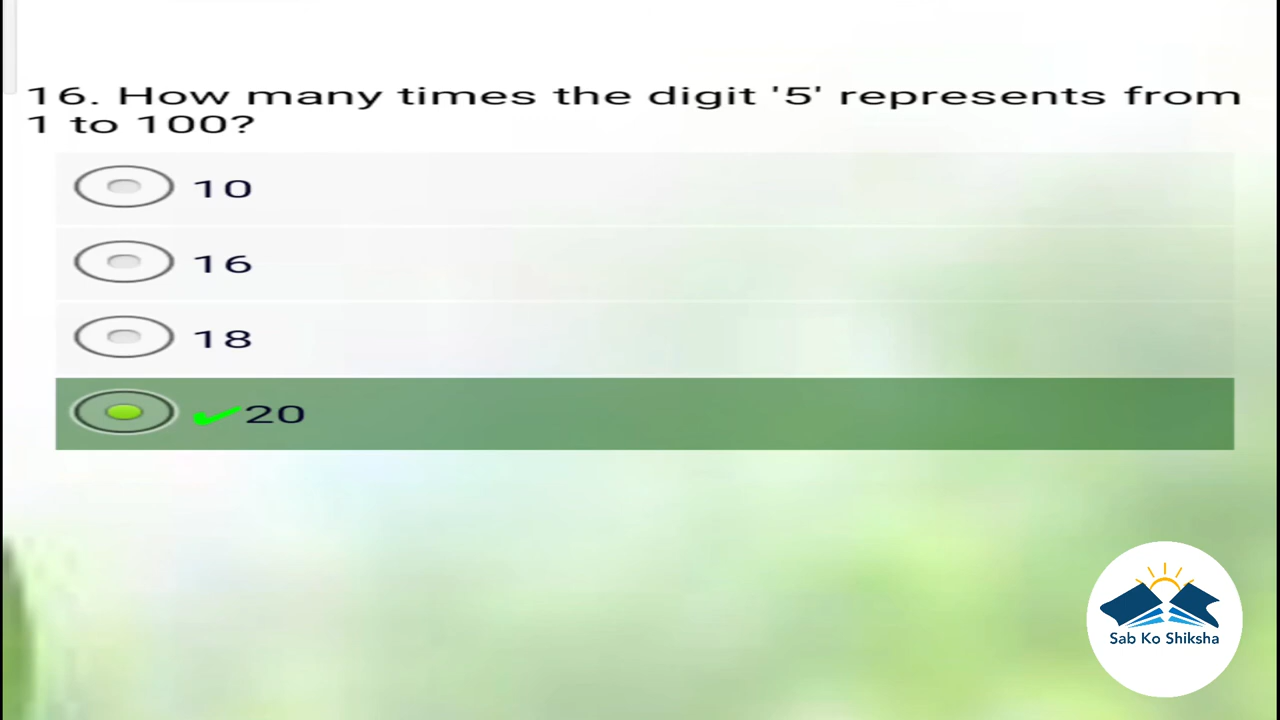 16. How many times the digit '5' represents from
1 to 100?
10
16
18
✔20
Sab Ko Shiksha